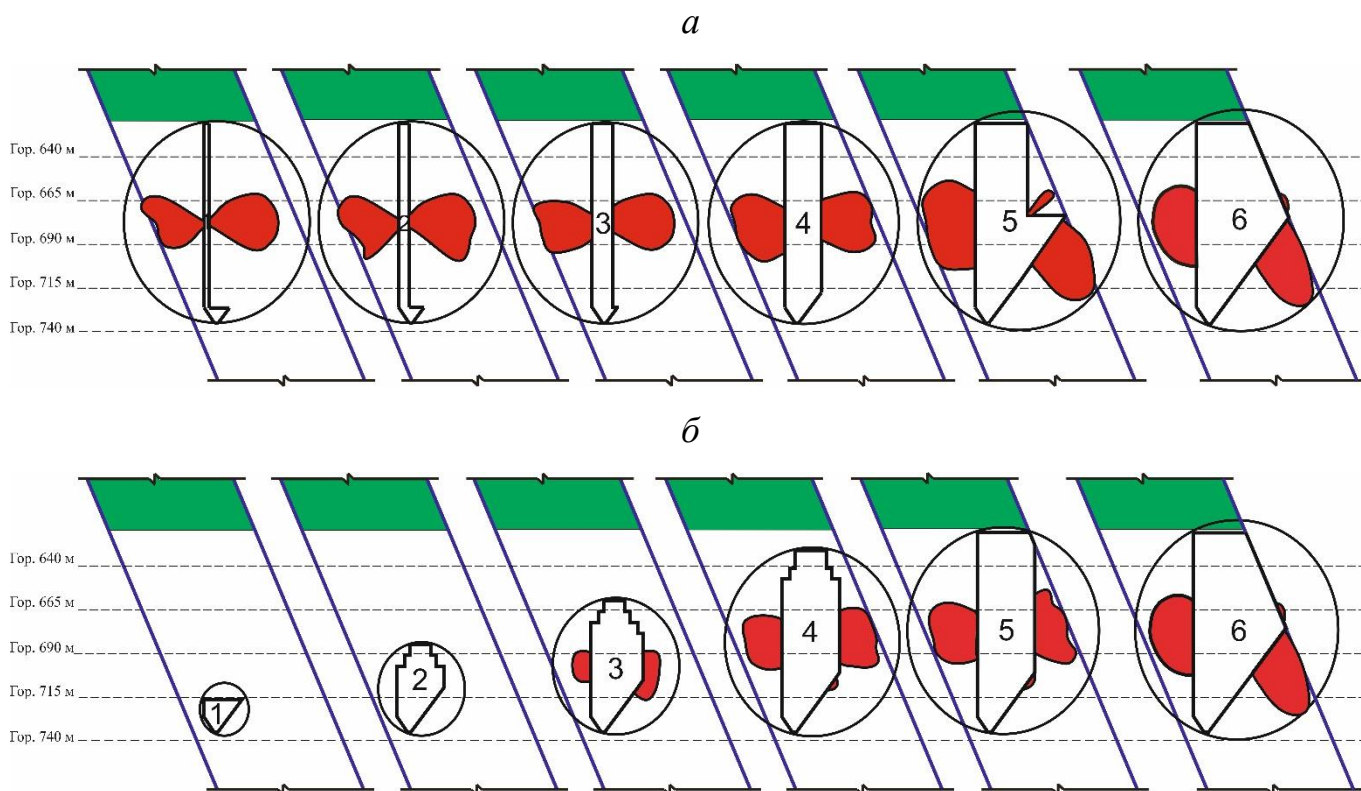 а
Гор. 640 м
Гор. 665 м
Гор. 690 м
Гор. 715 м
Гор. 740 м
2 3 4 5 6
б
Гор. 640 м
Гор. 665 м
Гор. 690 м
Гор. 715 м
Гор. 740 м
1 2 3 4 5 6